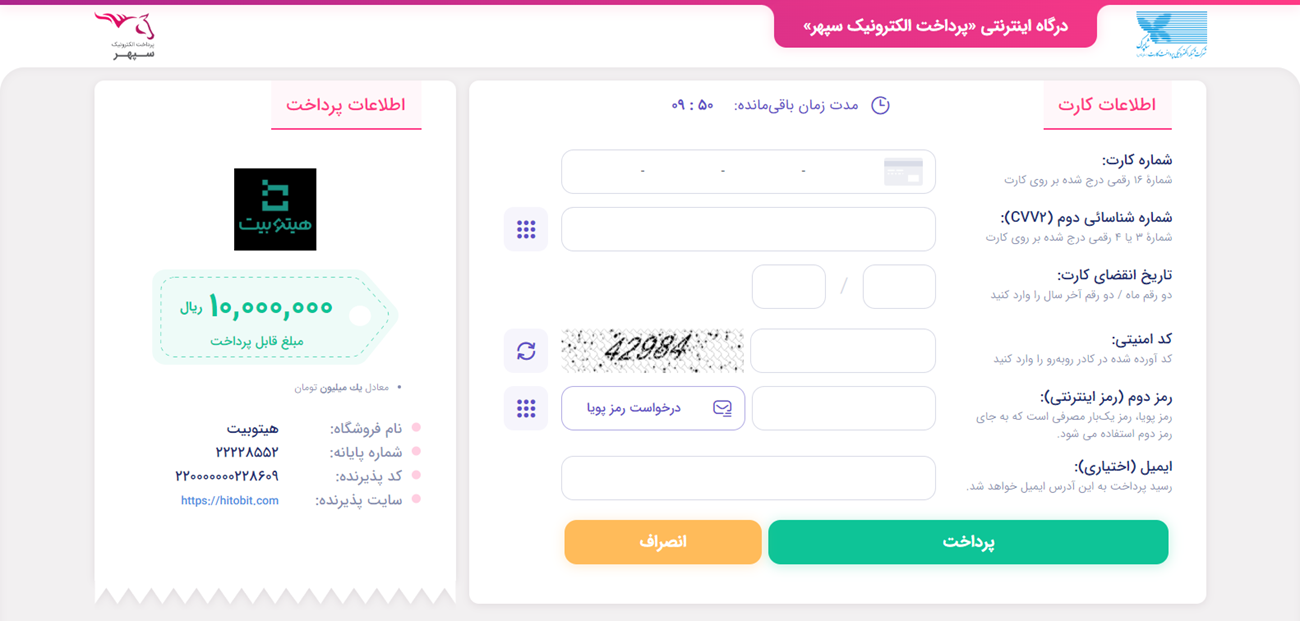 درگاه اینترنتی «پرداخت الکترونیک سپهر»
پرداخت الکترونیک
سپهر
اطلاعات کارت
مدت زمان باقی‌مانده: ۰۹ : ۵۰
شماره کارت:
شمارهٔ ۱۶ رقمی درج شده بر روی کارت
- - -
شماره شناسائی دوم (CVV۲):
شمارهٔ ۳ یا ۴ رقمی درج شده بر روی کارت
تاریخ انقضای کارت:
دو رقم ماه / دو رقم آخر سال را وارد کنید
/
کد امنیتی:
کد آورده شده در کادر روبه‌رو را وارد کنید
42984
رمز دوم (رمز اینترنتی):
رمز پویا، رمز یک‌بار مصرفی است که به جای
رمز دوم استفاده می شود.
درخواست رمز پویا
ایمیل (اختیاری):
رسید پرداخت به این آدرس ایمیل خواهد شد.
پرداخت
انصراف
اطلاعات پرداخت
هیتوبیت
۱۰,۰۰۰,۰۰۰ ریال
مبلغ قابل پرداخت
• معادل یك میلیون تومان
نام فروشگاه: هیتوبیت
شماره پایانه: ۲۲۲۲۸۵۵۲
کد پذیرنده: ۲۲۰۰۰۰۰۰۰۲۲۸۶۰۹
سایت پذیرنده: https://hitobit.com